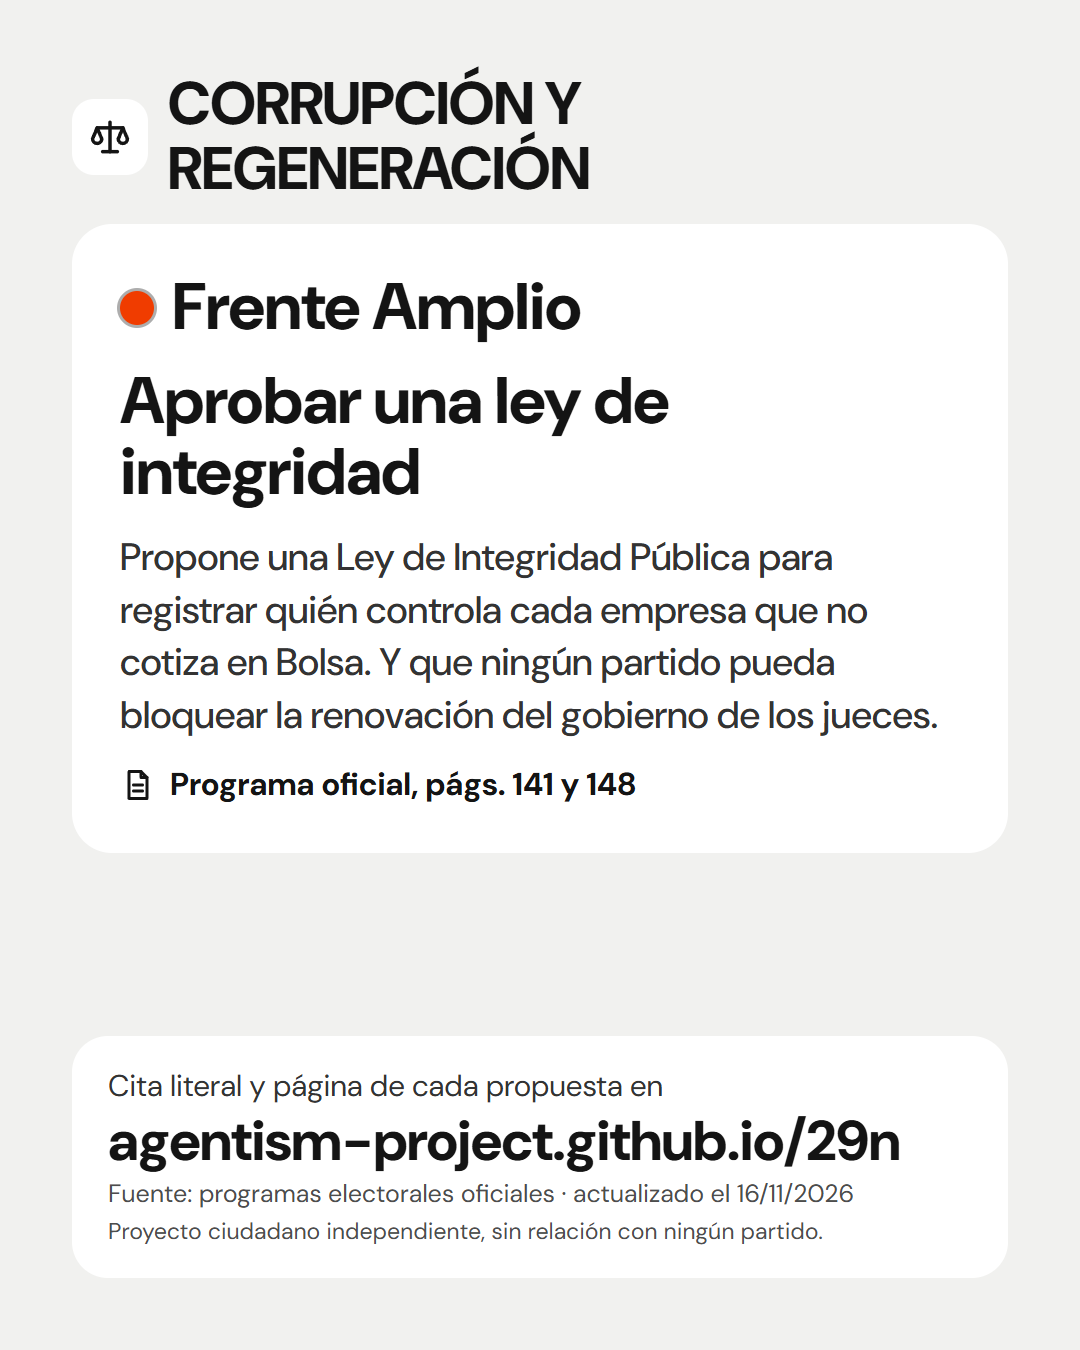 CORRUPCIÓN Y
REGENERACIÓN
Frente Amplio
Aprobar una ley de
integridad
Propone una Ley de Integridad Pública para
registrar quién controla cada empresa que no
cotiza en Bolsa. Y que ningún partido pueda
bloquear la renovación del gobierno de los jueces.
Programa oficial, págs. 141 y 148
Cita literal y página de cada propuesta en
agentism-project.github.io/29n
Fuente: programas electorales oficiales · actualizado el 16/11/2026
Proyecto ciudadano independiente, sin relación con ningún partido.